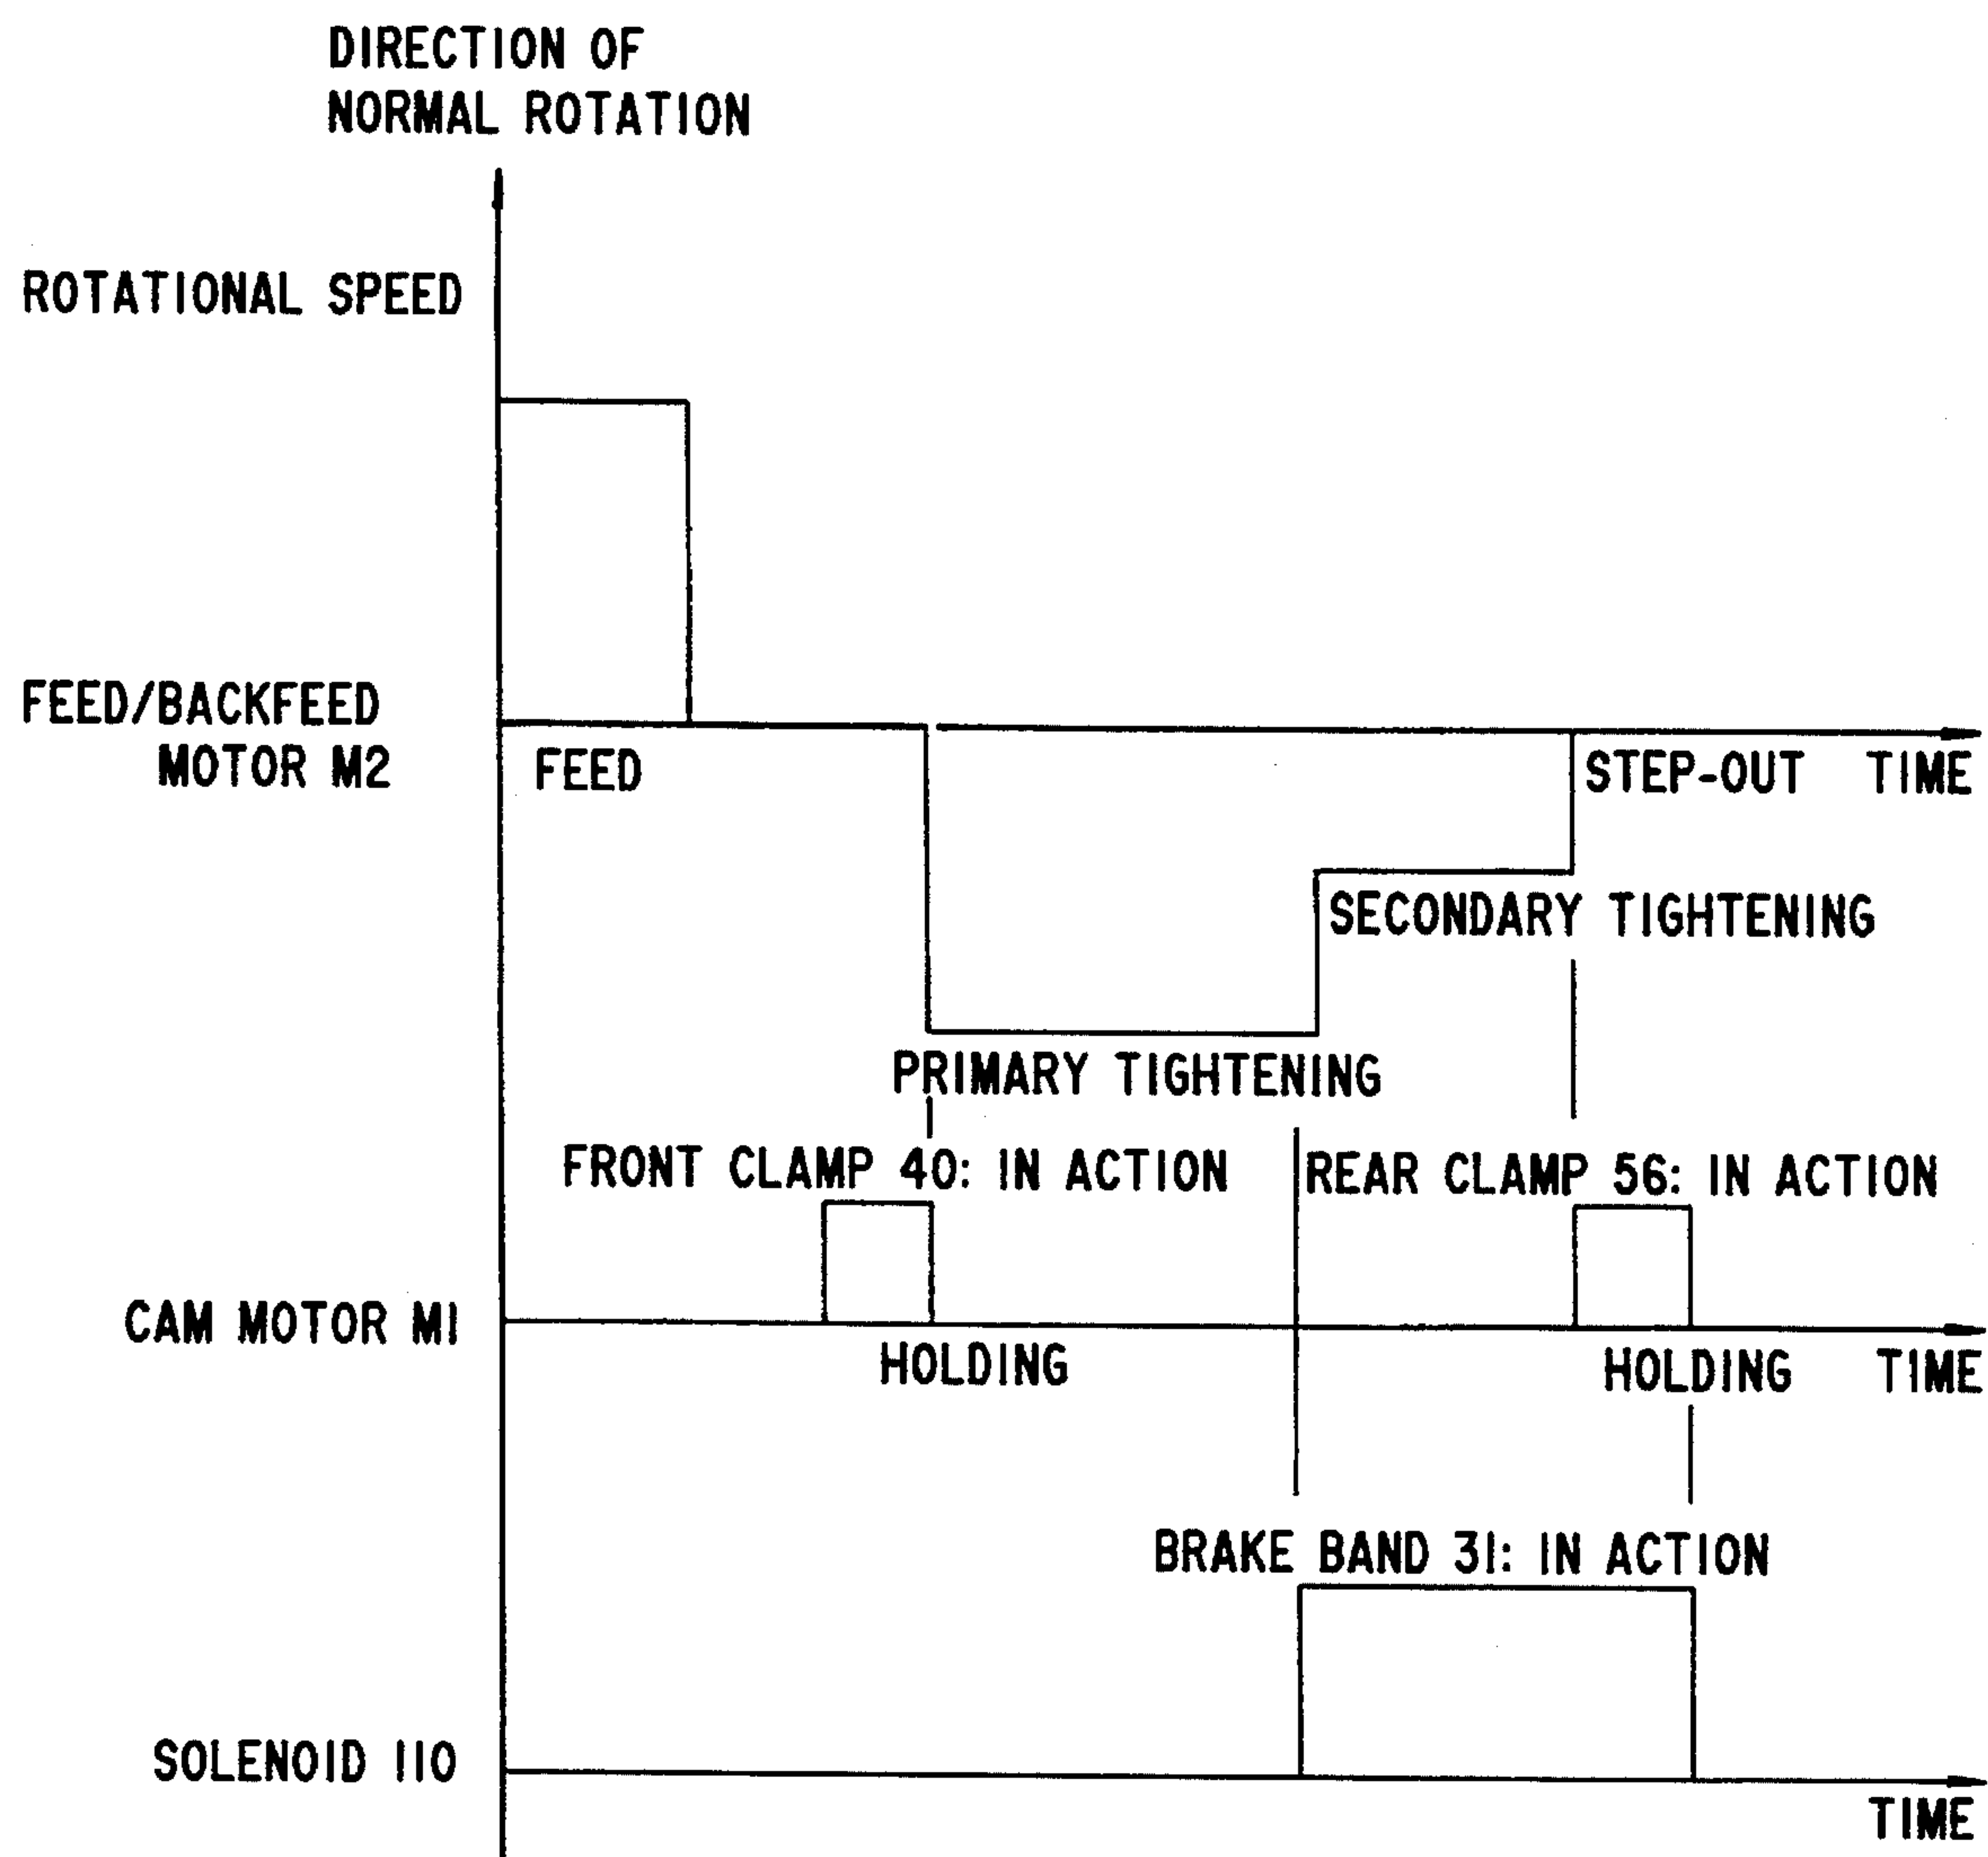 DIRECTION OF
NORMAL ROTATION
ROTATIONAL SPEED
FEED/BACKFEED
MOTOR M2
FEED
STEP-OUT TIME
SECONDARY TIGHTENING
PRIMARY TIGHTENING
FRONT CLAMP 40: IN ACTION
REAR CLAMP 56: IN ACTION
CAM MOTOR M1
HOLDING
HOLDING TIME
BRAKE BAND 31: IN ACTION
SOLENOID 110
TIME